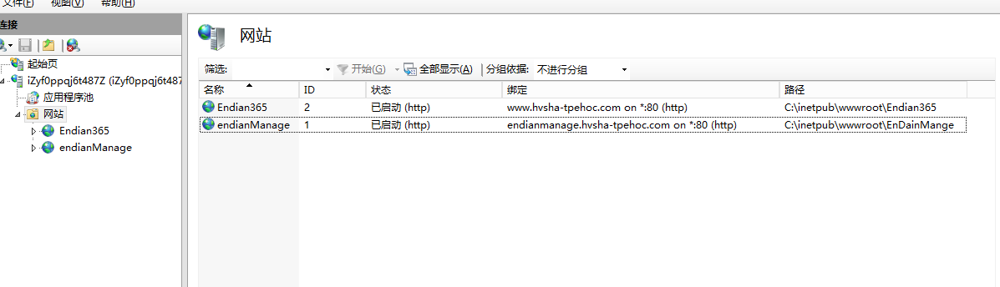 文件(F) 视图(V) 帮助(H)
连接
起始页
iZyf0ppqj6t487Z (iZyf0ppqj6t487
应用程序池
网站
Endian365
endianManage
网站
筛选: 开始(G) 全部显示(A) 分组依据: 不进行分组
名称 ID 状态 绑定 路径
Endian365 2 已启动 (http) www.hvsha-tpehoc.com on *:80 (http) C:\inetpub\wwwroot\Endian365
endianManage 1 已启动 (http) endianmanage.hvsha-tpehoc.com on *:80 (http) C:\inetpub\wwwroot\EnDainMange